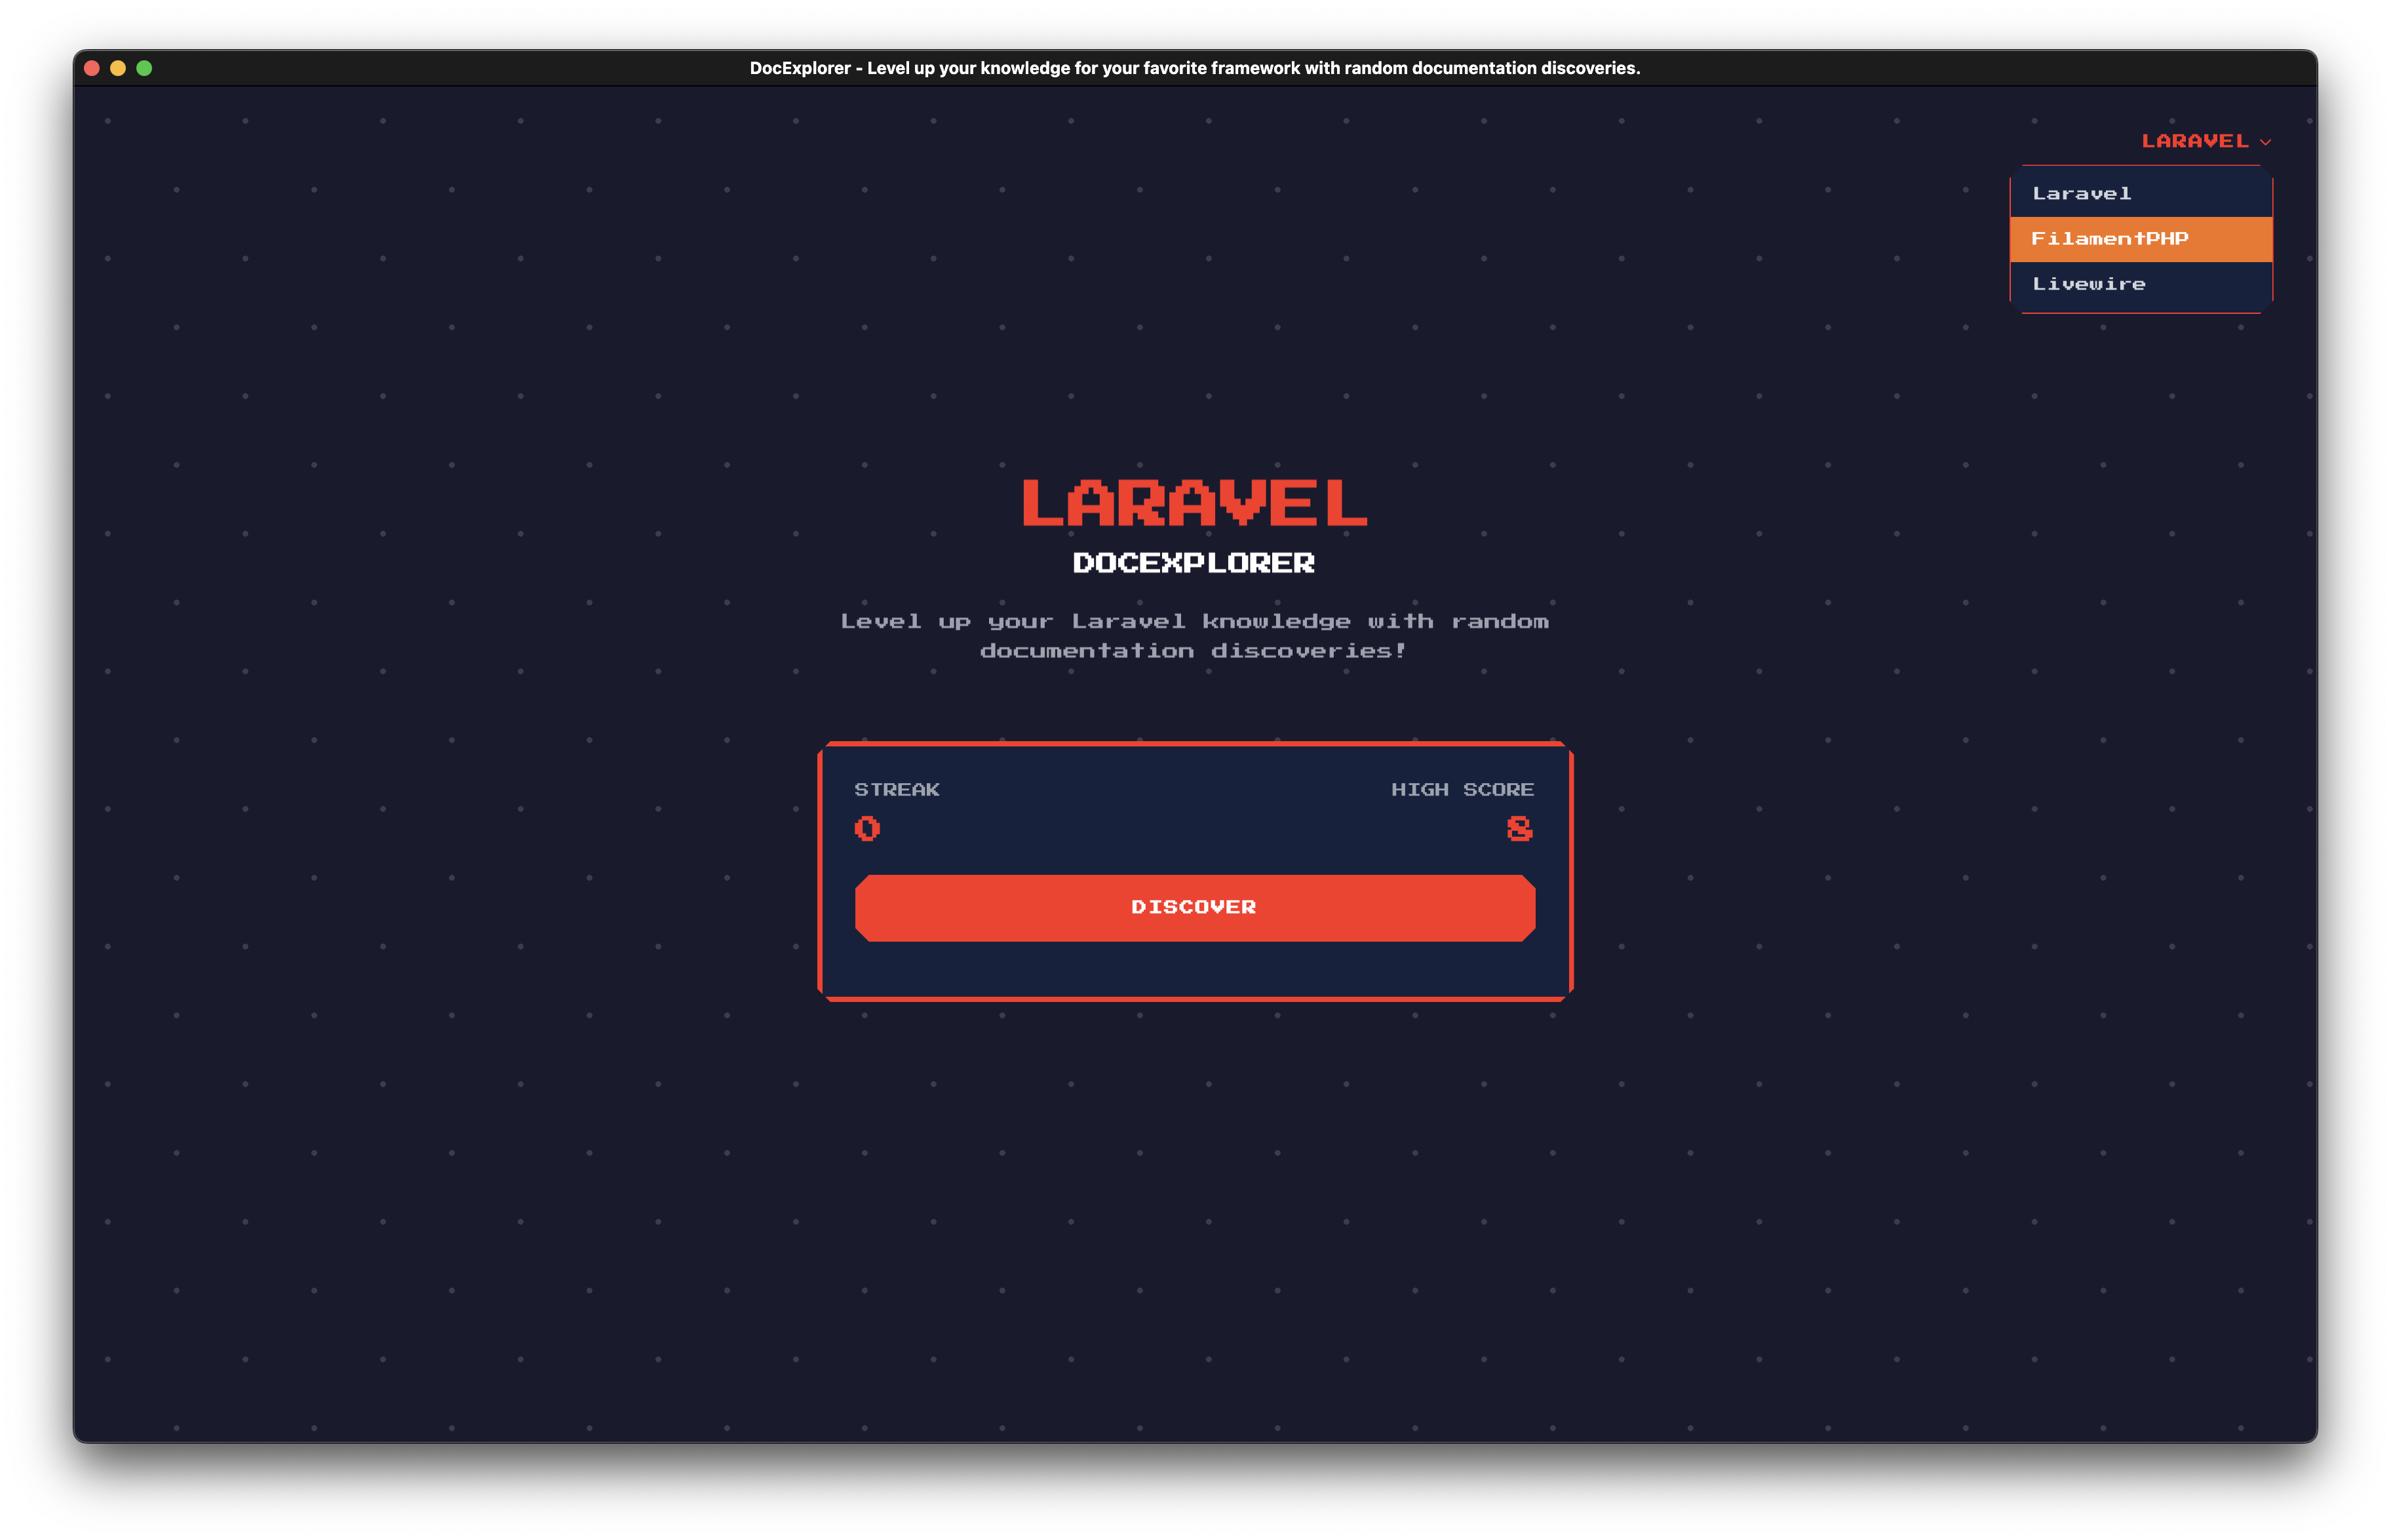 DocExplorer - Level up your knowledge for your favorite framework with random documentation discoveries.
LARAVEL
Laravel
FilamentPHP
Livewire
LARAVEL
DOCEXPLORER
Level up your Laravel knowledge with random
documentation discoveries!
STREAK
HIGH SCORE
0
8
DISCOVER